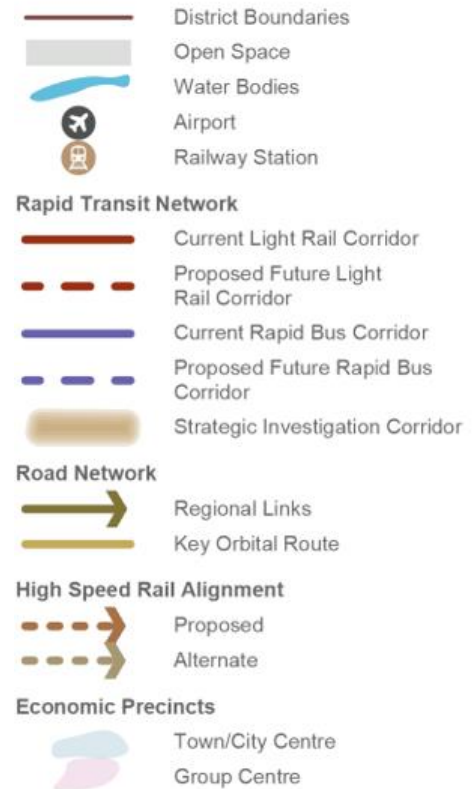 District Boundaries
Open Space
Water Bodies
Airport
Railway Station
Rapid Transit Network
Current Light Rail Corridor
Proposed Future Light
Rail Corridor
Current Rapid Bus Corridor
Proposed Future Rapid Bus
Corridor
Strategic Investigation Corridor
Road Network
Regional Links
Key Orbital Route
High Speed Rail Alignment
Proposed
Alternate
Economic Precincts
Town/City Centre
Group Centre